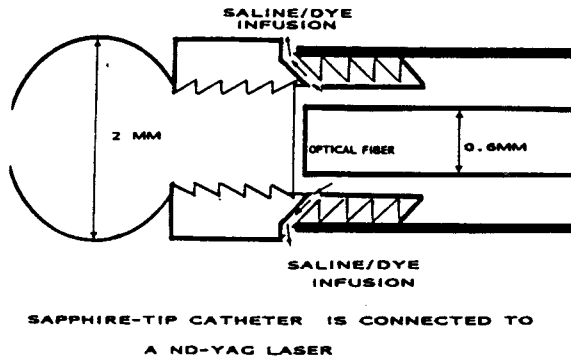 SALINE/DYE
INFUSION
2 MM
OPTICAL FIBER
0.6MM
SALINE/DYE
INFUSION
SAPPHIRE-TIP CATHETER IS CONNECTED TO
A ND-YAG LASER